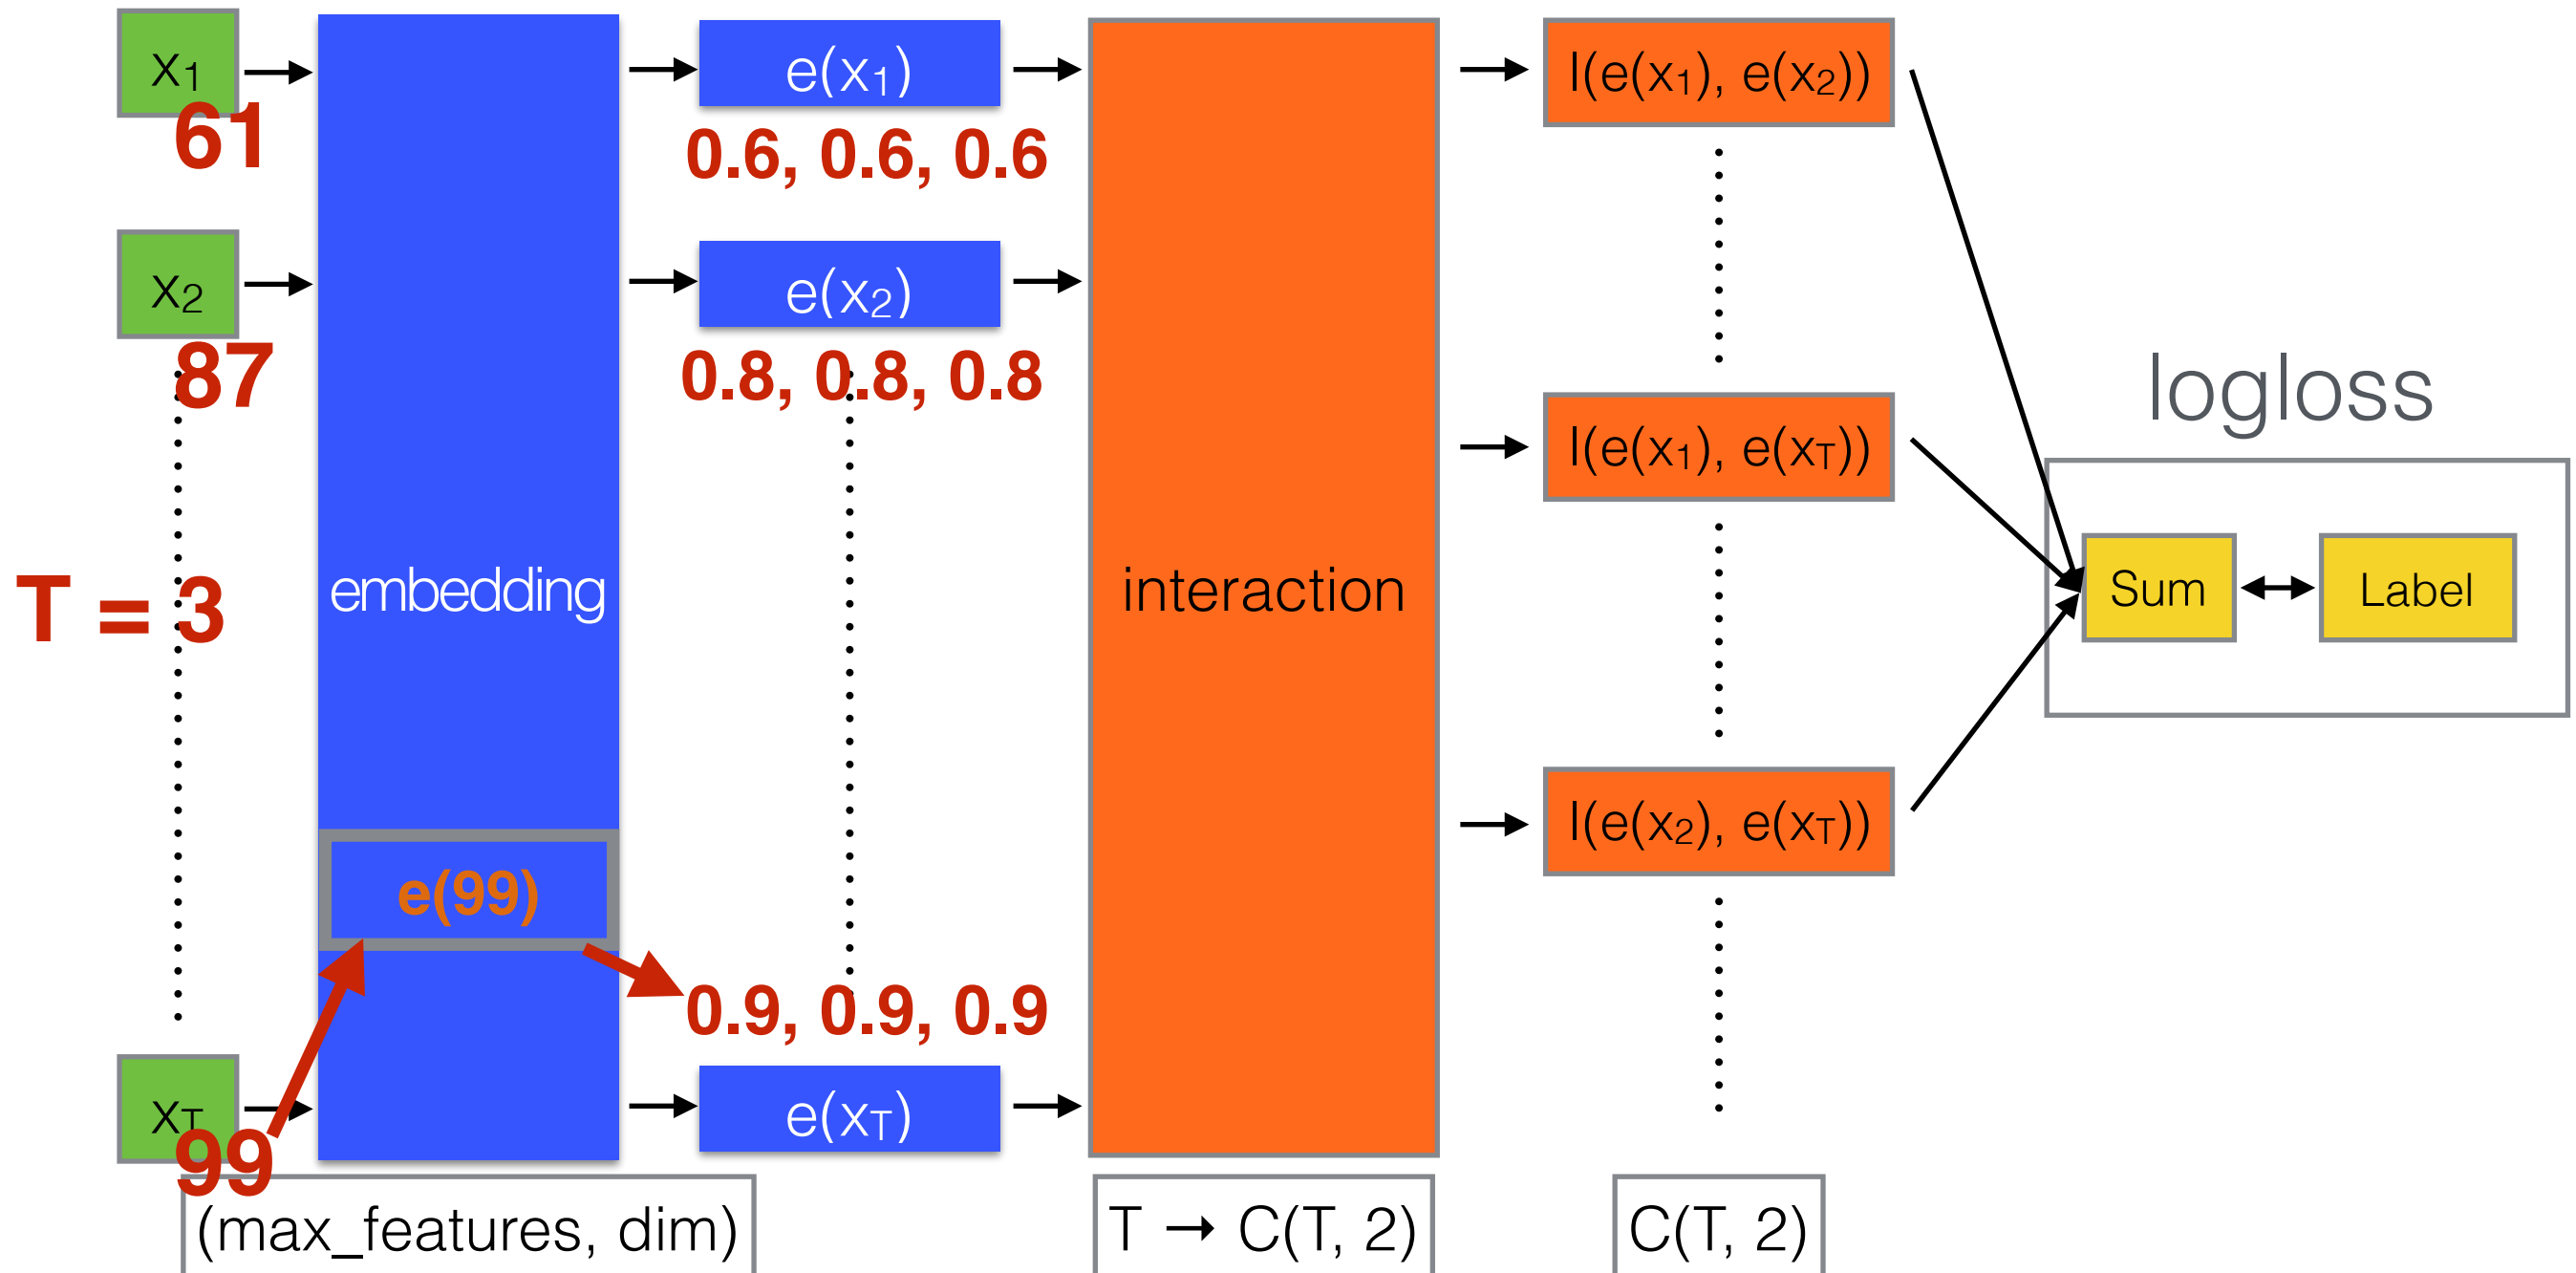 x1
61
x2
87
T = 3
xT
99
embedding
e(99)
(max_features, dim)
e(x1)
0.6, 0.6, 0.6
e(x2)
0.8, 0.8, 0.8
0.9, 0.9, 0.9
e(xT)
interaction
T → C(T, 2)
I(e(x1), e(x2))
I(e(x1), e(xT))
I(e(x2), e(xT))
C(T, 2)
logloss
Sum
Label